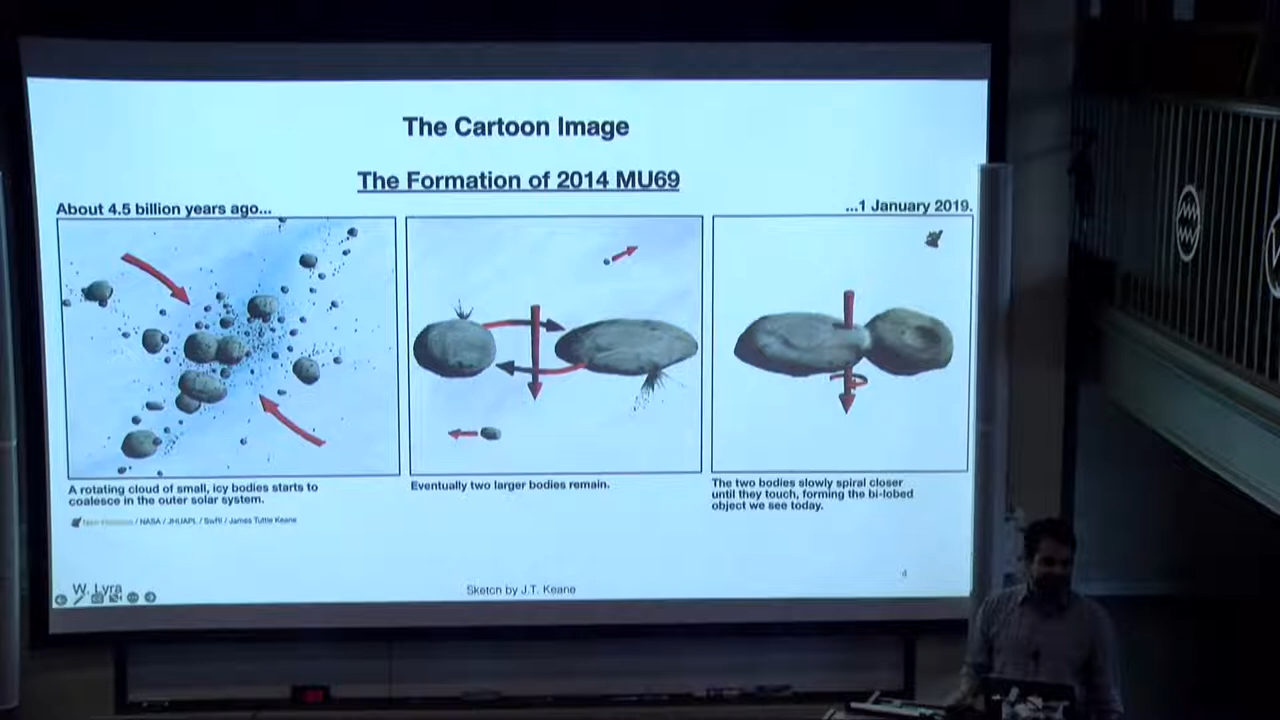 The Cartoon Image
The Formation of 2014 MU69
About 4.5 billion years ago...
...1 January 2019.
A rotating cloud of small, icy bodies starts to
coalesce in the outer solar system.
Eventually two larger bodies remain.
The two bodies slowly spiral closer
until they touch, forming the bi-lobed
object we see today.
/ NASA / JHUAPL / SwRI / James Tuttle Keane
W. Lyra
Sketch by J.T. Keane
4